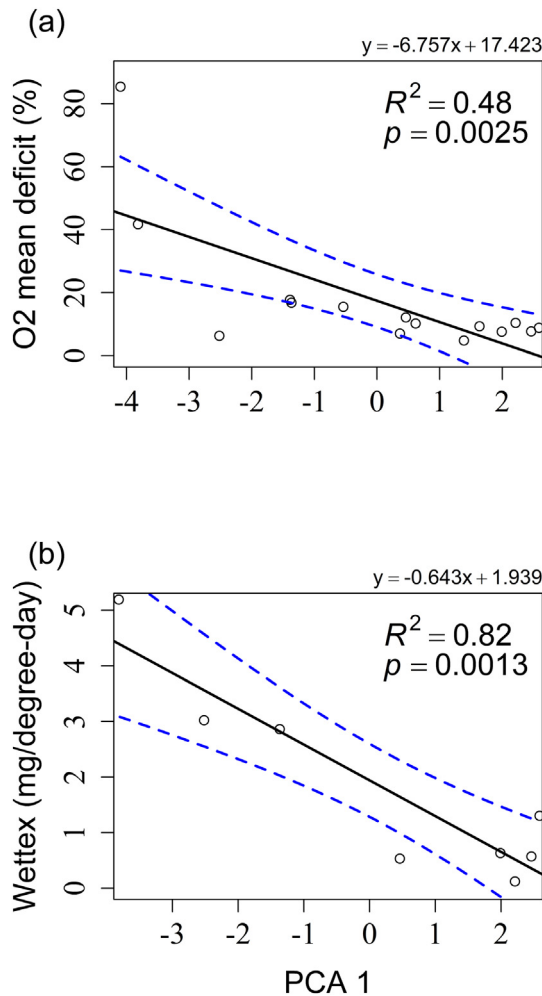 (a)
y = -6.757x + 17.423
R² = 0.48
p = 0.0025
O2 mean deficit (%)
80
60
40
20
0
-4 -3 -2 -1 0 1 2
(b)
y = -0.643x + 1.939
R² = 0.82
p = 0.0013
Wettex (mg/degree-day)
5
4
3
2
1
0
-3 -2 -1 0 1 2
PCA 1